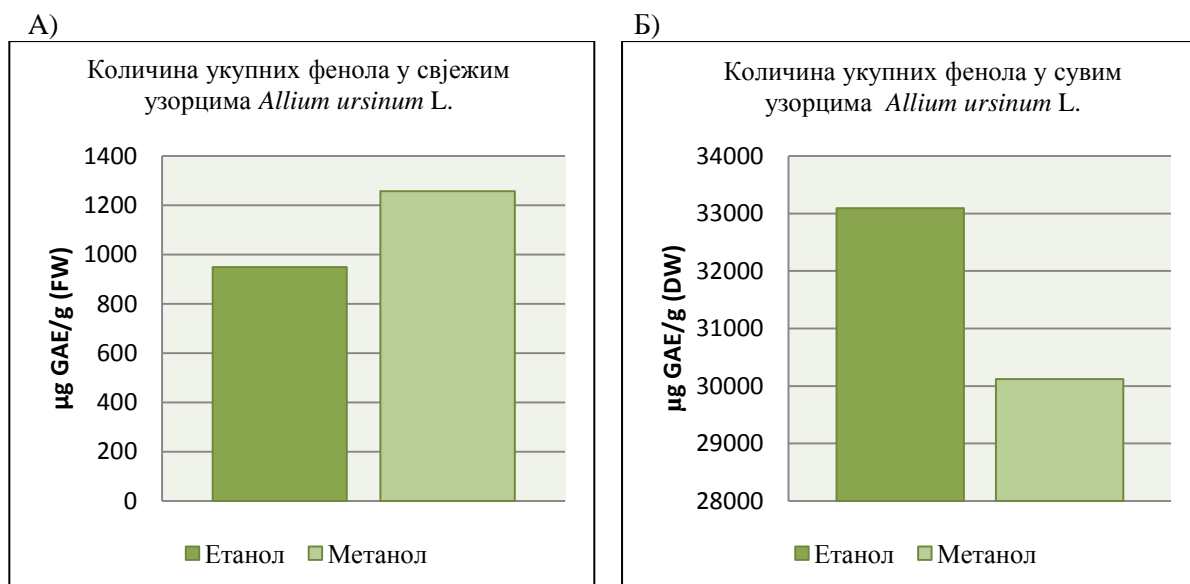 А)
Количина укупних фенола у свјежим
узорцима Allium ursinum L.
1400
1200
1000
800
600
400
200
0
µg GAE/g (FW)
Етанол Метанол
Б)
Количина укупних фенола у сувим
узорцима Allium ursinum L.
34000
33000
32000
31000
30000
29000
28000
µg GAE/g (DW)
Етанол Метанол